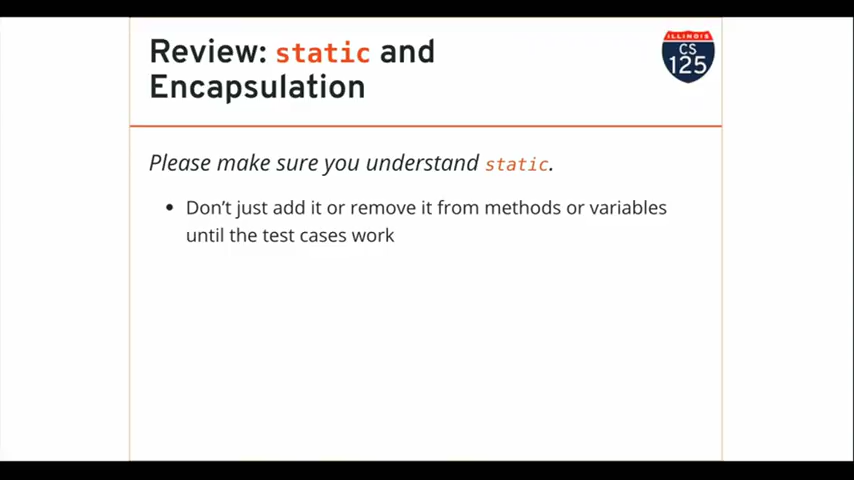 Review: static and
Encapsulation
ILLINOIS
CS
125
Please make sure you understand static.
• Don’t just add it or remove it from methods or variables
until the test cases work